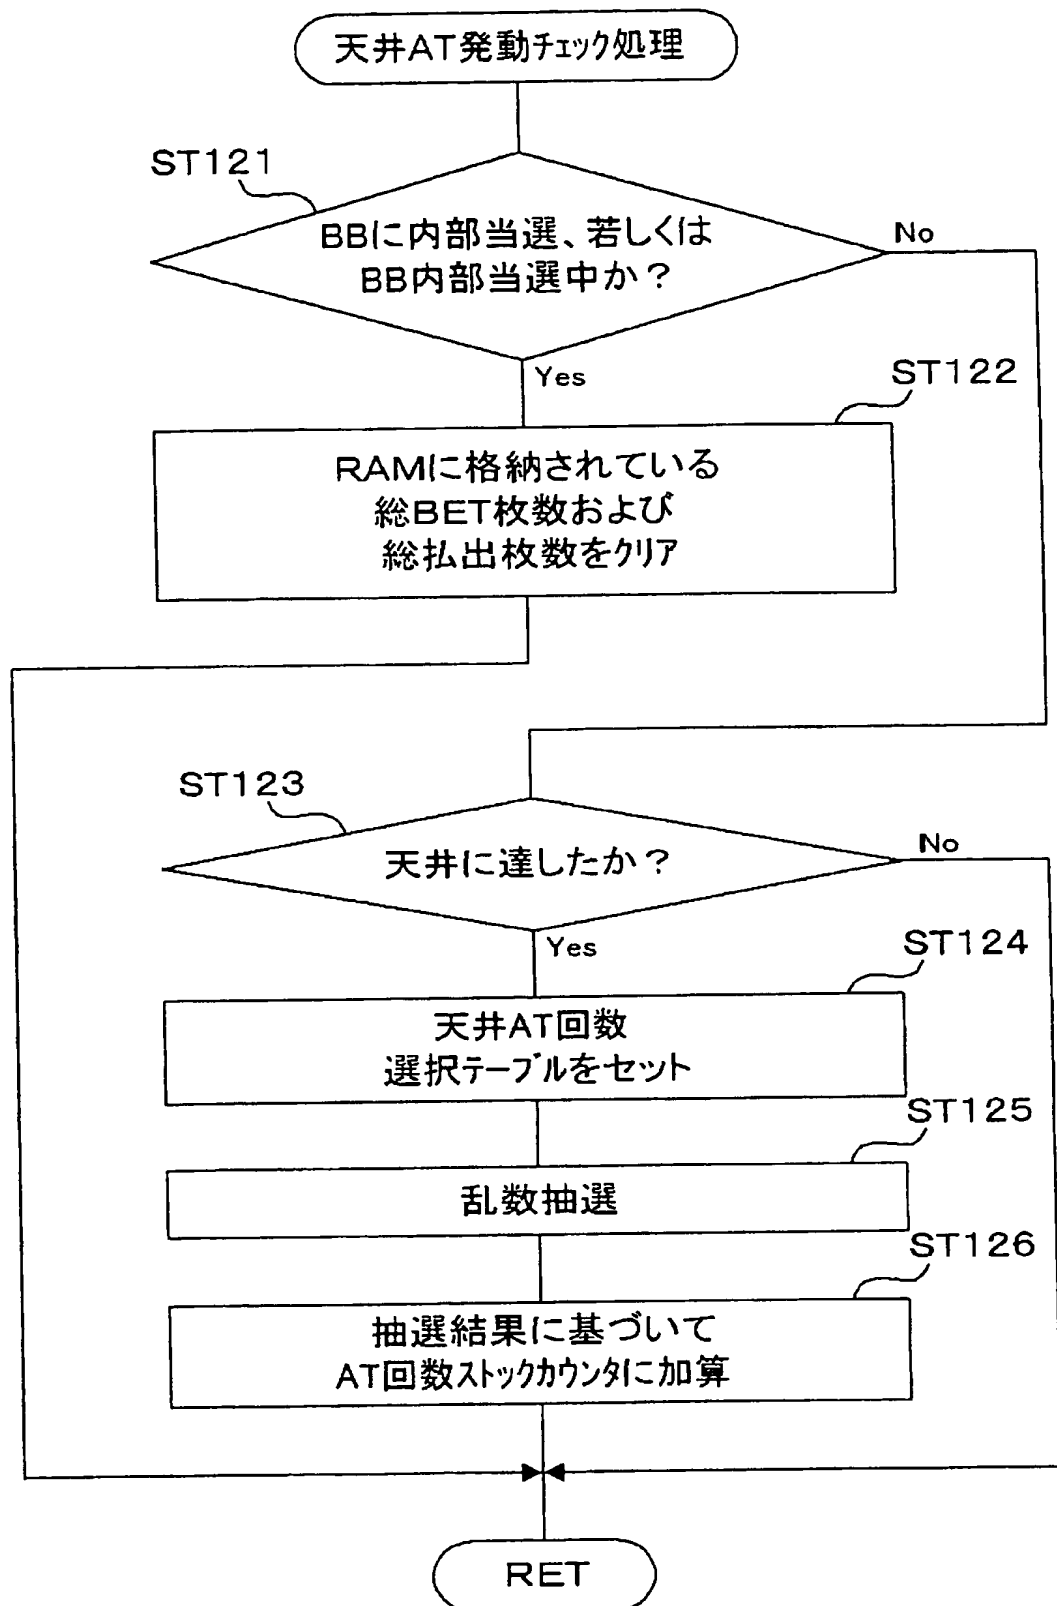 天井AT発動チェック処理
ST121
BBに内部当選、若しくは
BB内部当選中か?
No
Yes
ST122
RAMに格納されている
総BET枚数および
総払出枚数をクリア
ST123
天井に達したか?
No
Yes
ST124
天井AT回数
選択テーブルをセット
ST125
乱数抽選
ST126
抽選結果に基づいて
AT回数ストックカウンタに加算
RET